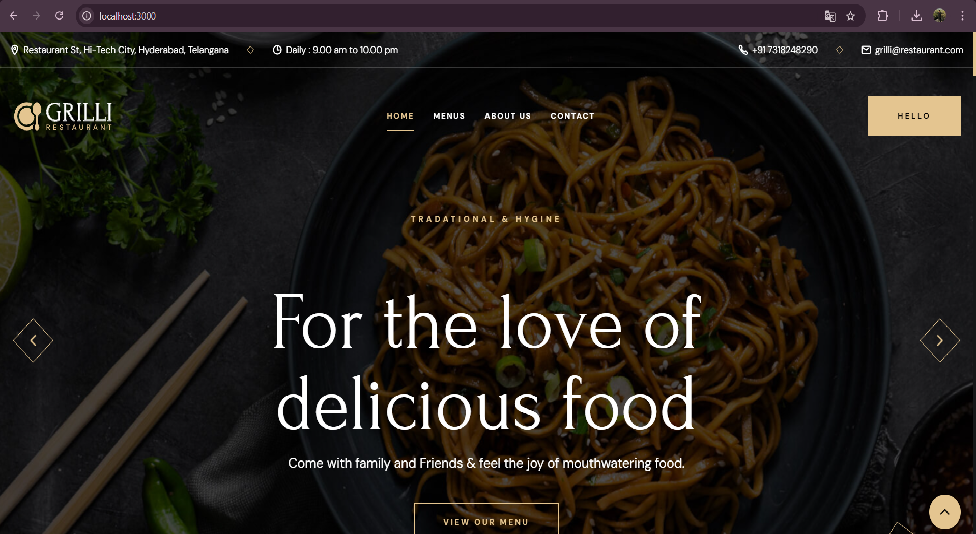 localhost:3000
Restaurant St, Hi-Tech City, Hyderabad, Telangana
Daily : 9.00 am to 10.00 pm
+91 7318248290
grilli@restaurant.com
GRILLI
RESTAURANT
HOME MENUS ABOUT US CONTACT
HELLO
TRADATIONAL & HYGINE
For the love of
delicious food
Come with family and Friends & feel the joy of mouthwatering food.
VIEW OUR MENU